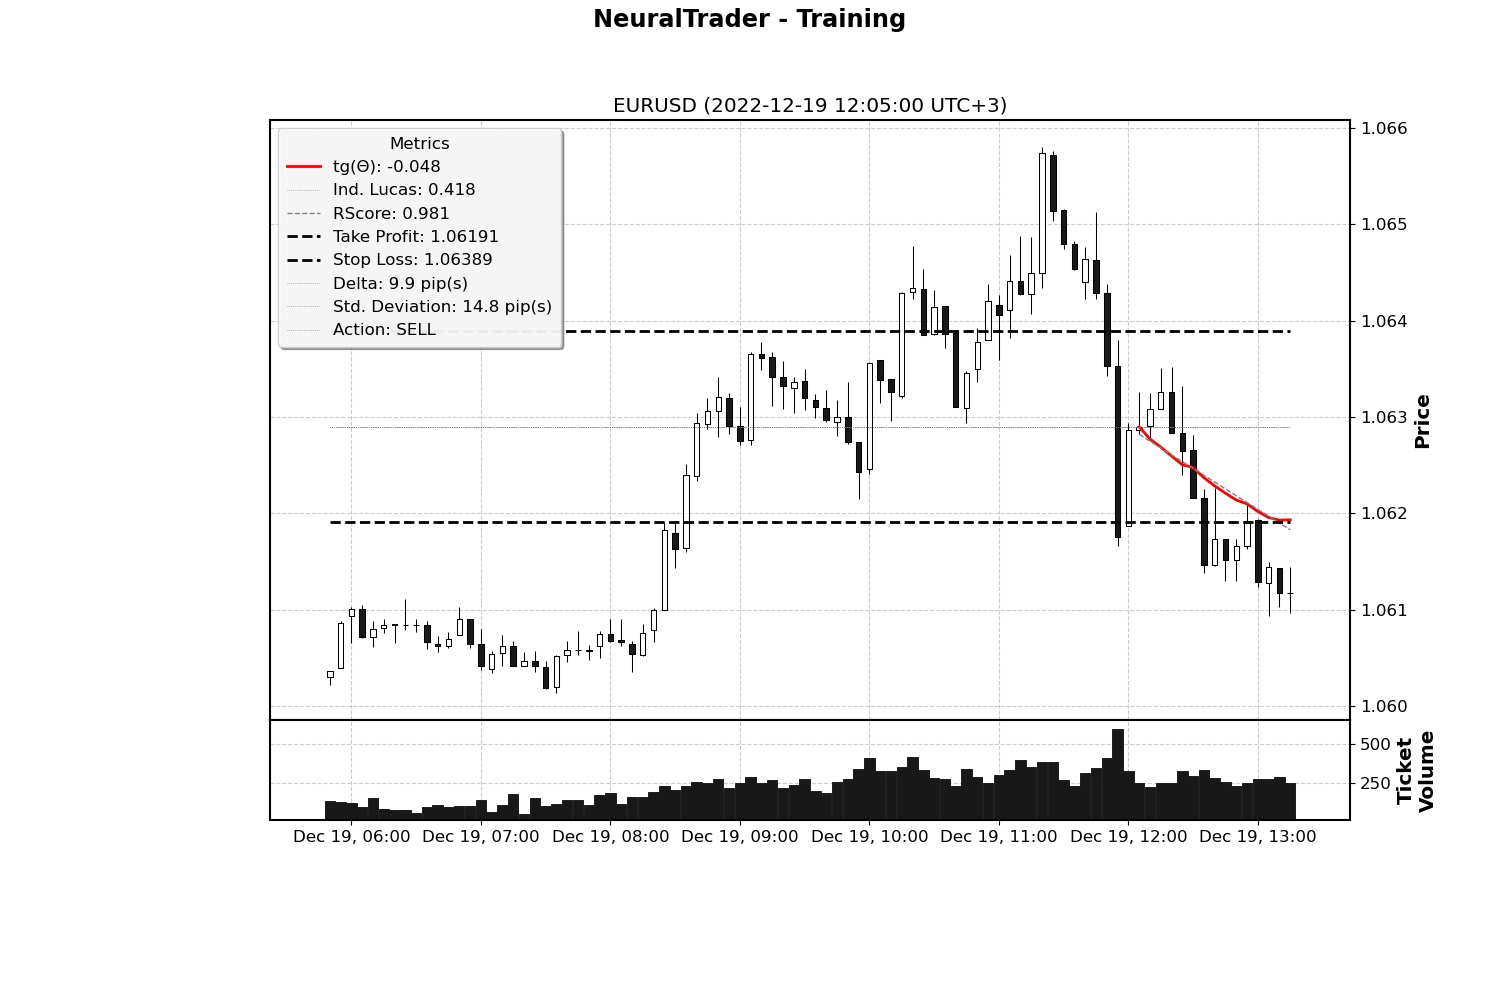 NeuralTrader - Training
EURUSD (2022-12-19 12:05:00 UTC+3)
Metrics
tg(Θ): -0.048
Ind. Lucas: 0.418
RScore: 0.981
Take Profit: 1.06191
Stop Loss: 1.06389
Delta: 9.9 pip(s)
Std. Deviation: 14.8 pip(s)
Action: SELL
1.066
1.065
1.064
1.063
1.062
1.061
1.060
Price
500
250
Ticket
Volume
Dec 19, 06:00 Dec 19, 07:00 Dec 19, 08:00 Dec 19, 09:00 Dec 19, 10:00 Dec 19, 11:00 Dec 19, 12:00 Dec 19, 13:00